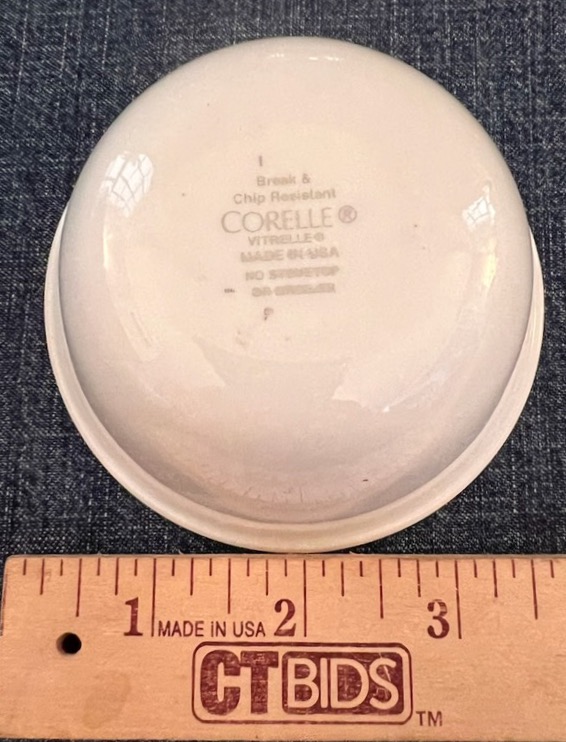 Break &
Chip Resistant
CORELLE®
VITRELLE®
MADE IN USA
NO STOVETOP
OR BROILER
1 MADE iN USA 2 3
CTBIDS TM